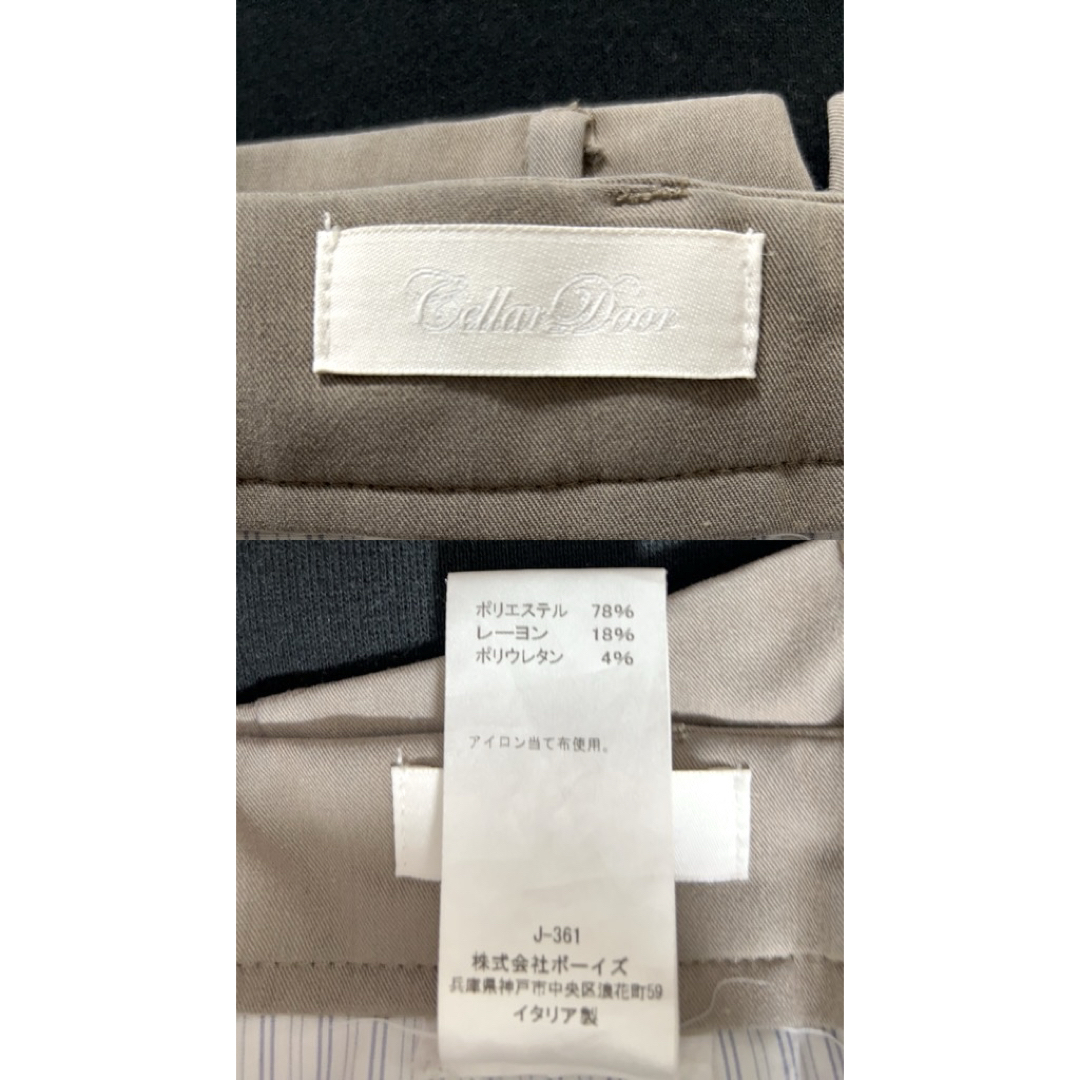 Cellar Door
ポリエステル 78%
レーヨン 18%
ポリウレタン 4%
アイロン当て布使用。
J-361
株式会社ボーイズ
兵庫県神戸市中央区浪花町59
イタリア製